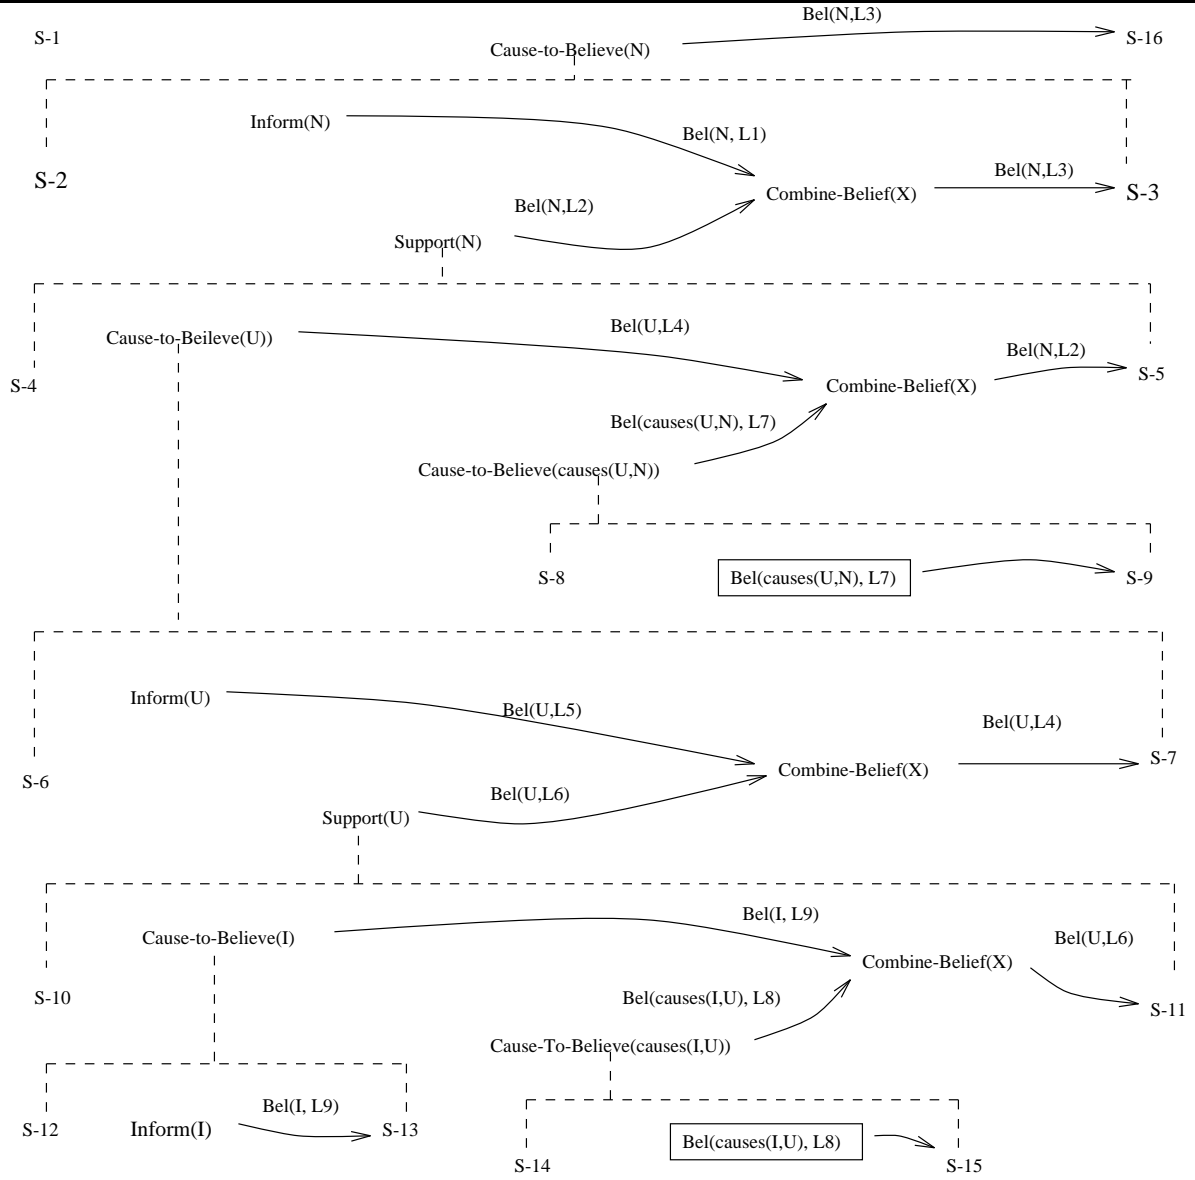 Bel(N,L3)
S-1
Cause-to-Believe(N)
S-16
Inform(N)
Bel(N, L1)
S-2
Bel(N,L3)
Combine-Belief(X)
S-3
Bel(N,L2)
Support(N)
Bel(U,L4)
Cause-to-Beileve(U))
Bel(N,L2)
S-4
Combine-Belief(X)
S-5
Bel(causes(U,N), L7)
Cause-to-Believe(causes(U,N))
S-8
Bel(causes(U,N), L7)
S-9
Inform(U)
Bel(U,L5)
Bel(U,L4)
S-6
Combine-Belief(X)
S-7
Bel(U,L6)
Support(U)
Bel(I, L9)
Cause-to-Believe(I)
Bel(U,L6)
Combine-Belief(X)
S-10
Bel(causes(I,U), L8)
S-11
Cause-To-Believe(causes(I,U))
Bel(I, L9)
S-12
Inform(I)
S-13
Bel(causes(I,U), L8)
S-14
S-15